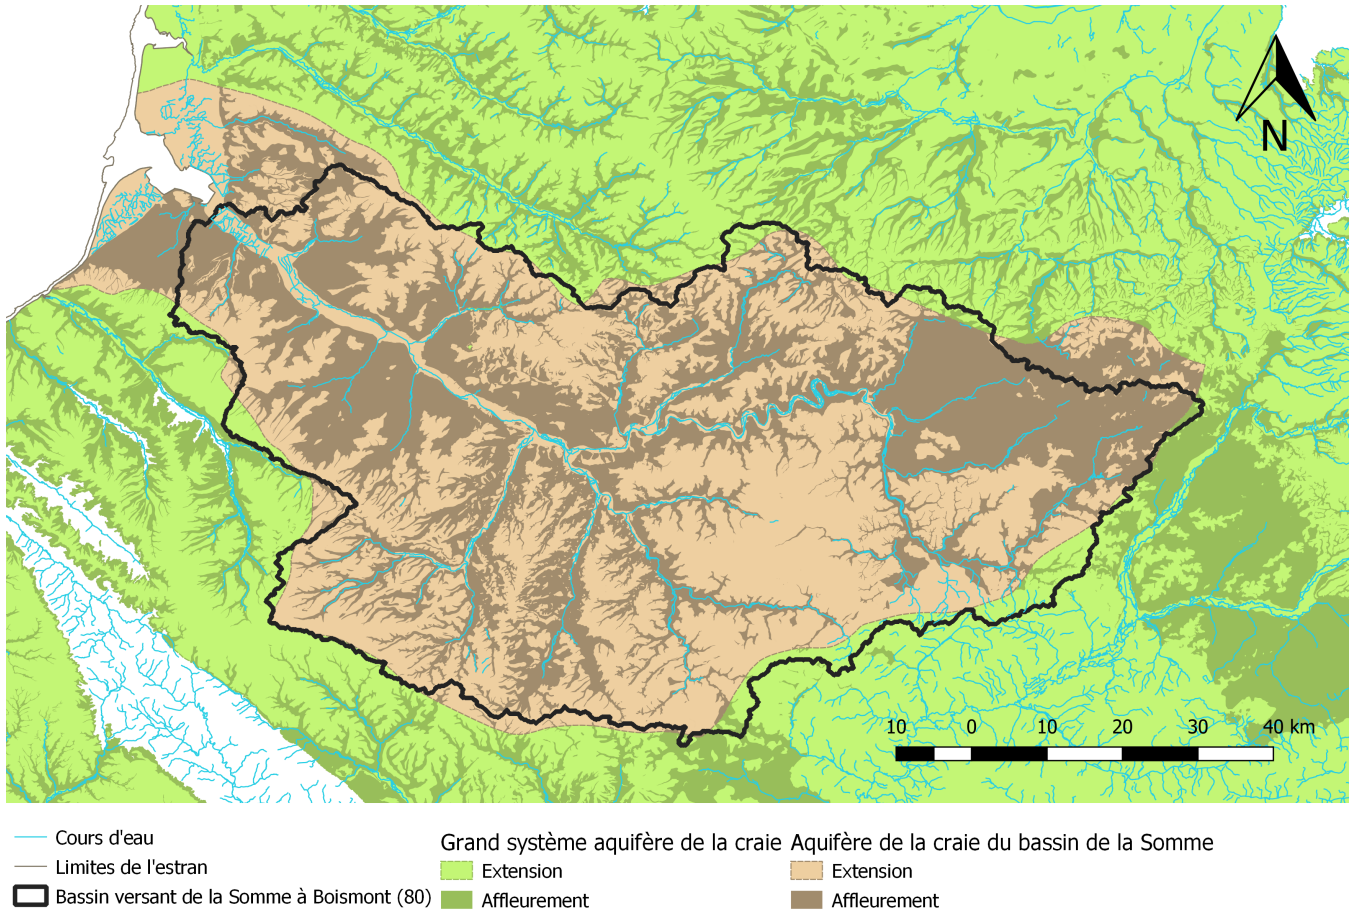 N
10 0 10 20 30 40 km
Cours d'eau
Limites de l'estran
Bassin versant de la Somme à Boismont (80)
Grand système aquifère de la craie
Extension
Affleurement
Aquifère de la craie du bassin de la Somme
Extension
Affleurement